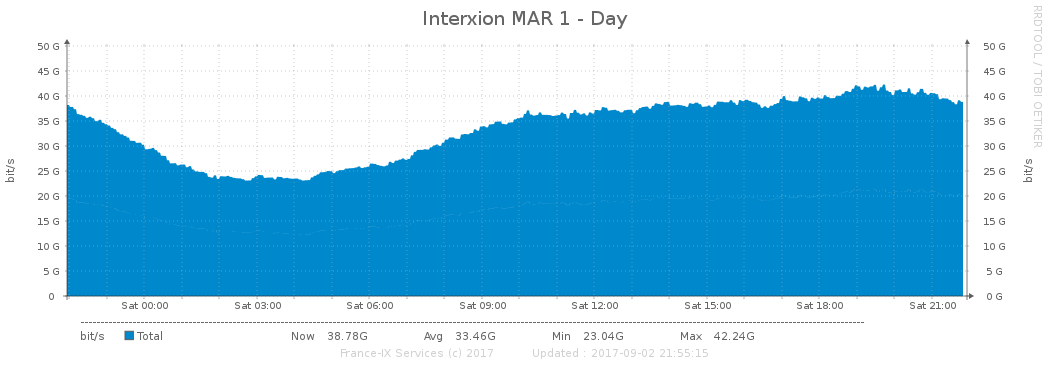 Interxion MAR 1 - Day
RRDTOOL / TOBI OETIKER
50 G 50 G
45 G 45 G
40 G 40 G
35 G 35 G
30 G 30 G
25 G 25 G
20 G 20 G
15 G 15 G
10 G 10 G
5 G 5 G
0 0 G
bit/s
bit/s
Sat 00:00 Sat 03:00 Sat 06:00 Sat 09:00 Sat 12:00 Sat 15:00 Sat 18:00 Sat 21:00
bit/s Total Now 38.78G Avg 33.46G Min 23.04G Max 42.24G
France-IX Services (c) 2017 Updated : 2017-09-02 21:55:15